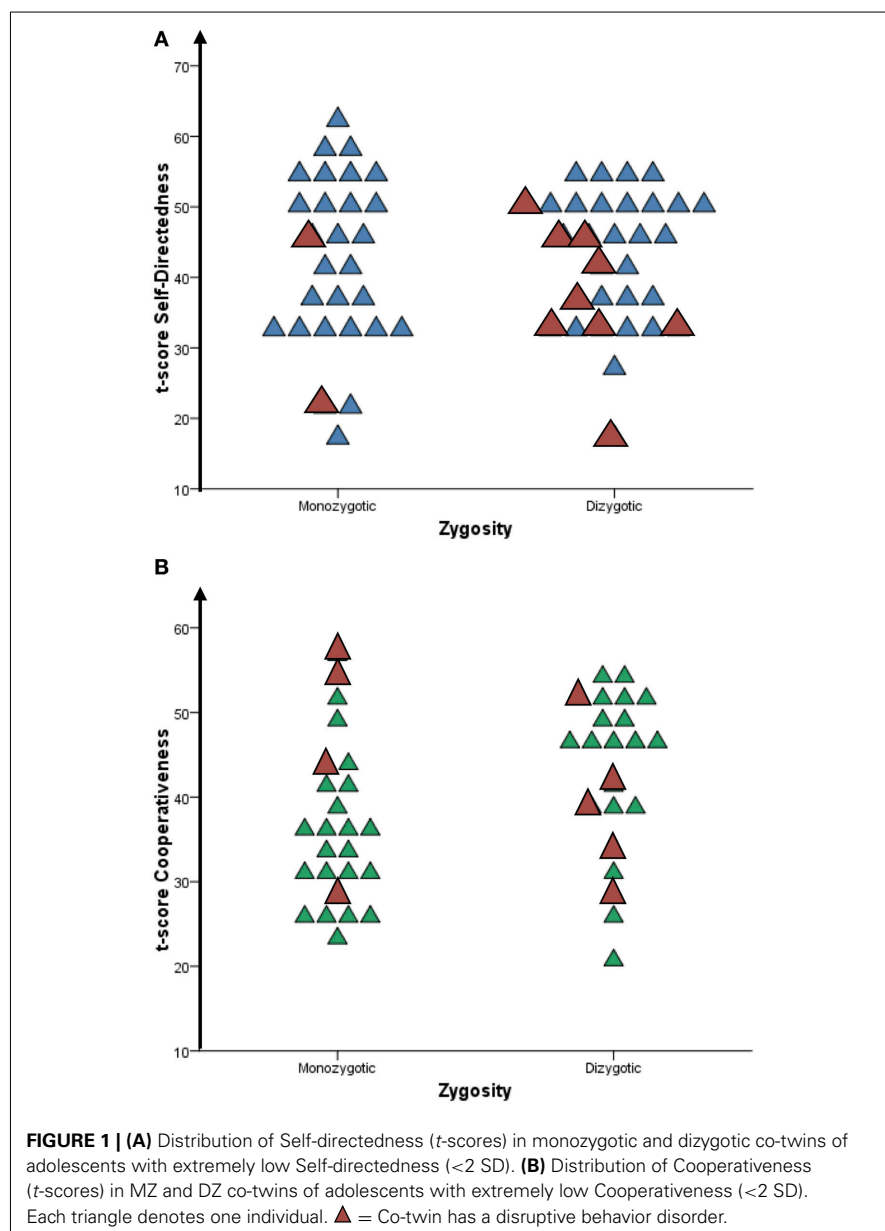 A
70
60
50
40
30
20
10
t-score Self-Directedness
Monozygotic
Dizygotic
Zygosity
B
60
50
40
30
20
10
t-score Cooperativeness
Monozygotic
Dizygotic
Zygosity
FIGURE 1 | (A) Distribution of Self-directedness (t-scores) in monozygotic and dizygotic co-twins of
adolescents with extremely low Self-directedness (<2 SD). (B) Distribution of Cooperativeness
(t-scores) in MZ and DZ co-twins of adolescents with extremely low Cooperativeness (<2 SD).
Each triangle denotes one individual. ▲ = Co-twin has a disruptive behavior disorder.